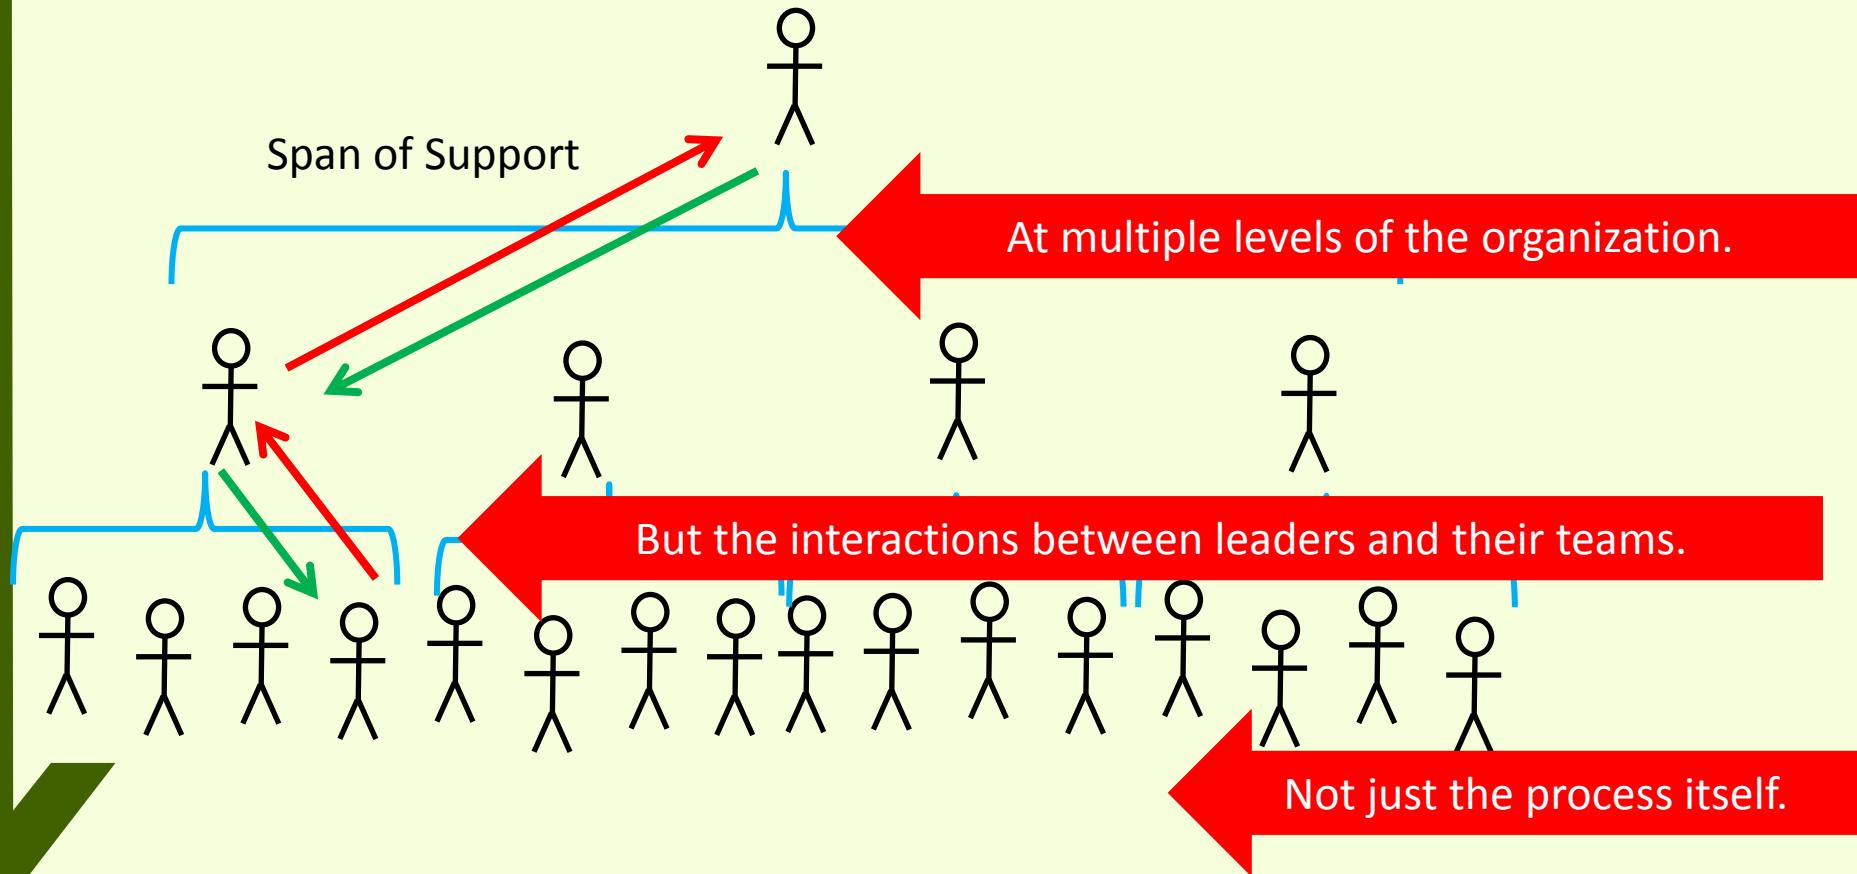 Span of Support
At multiple levels of the organization.
But the interactions between leaders and their teams.
Not just the process itself.